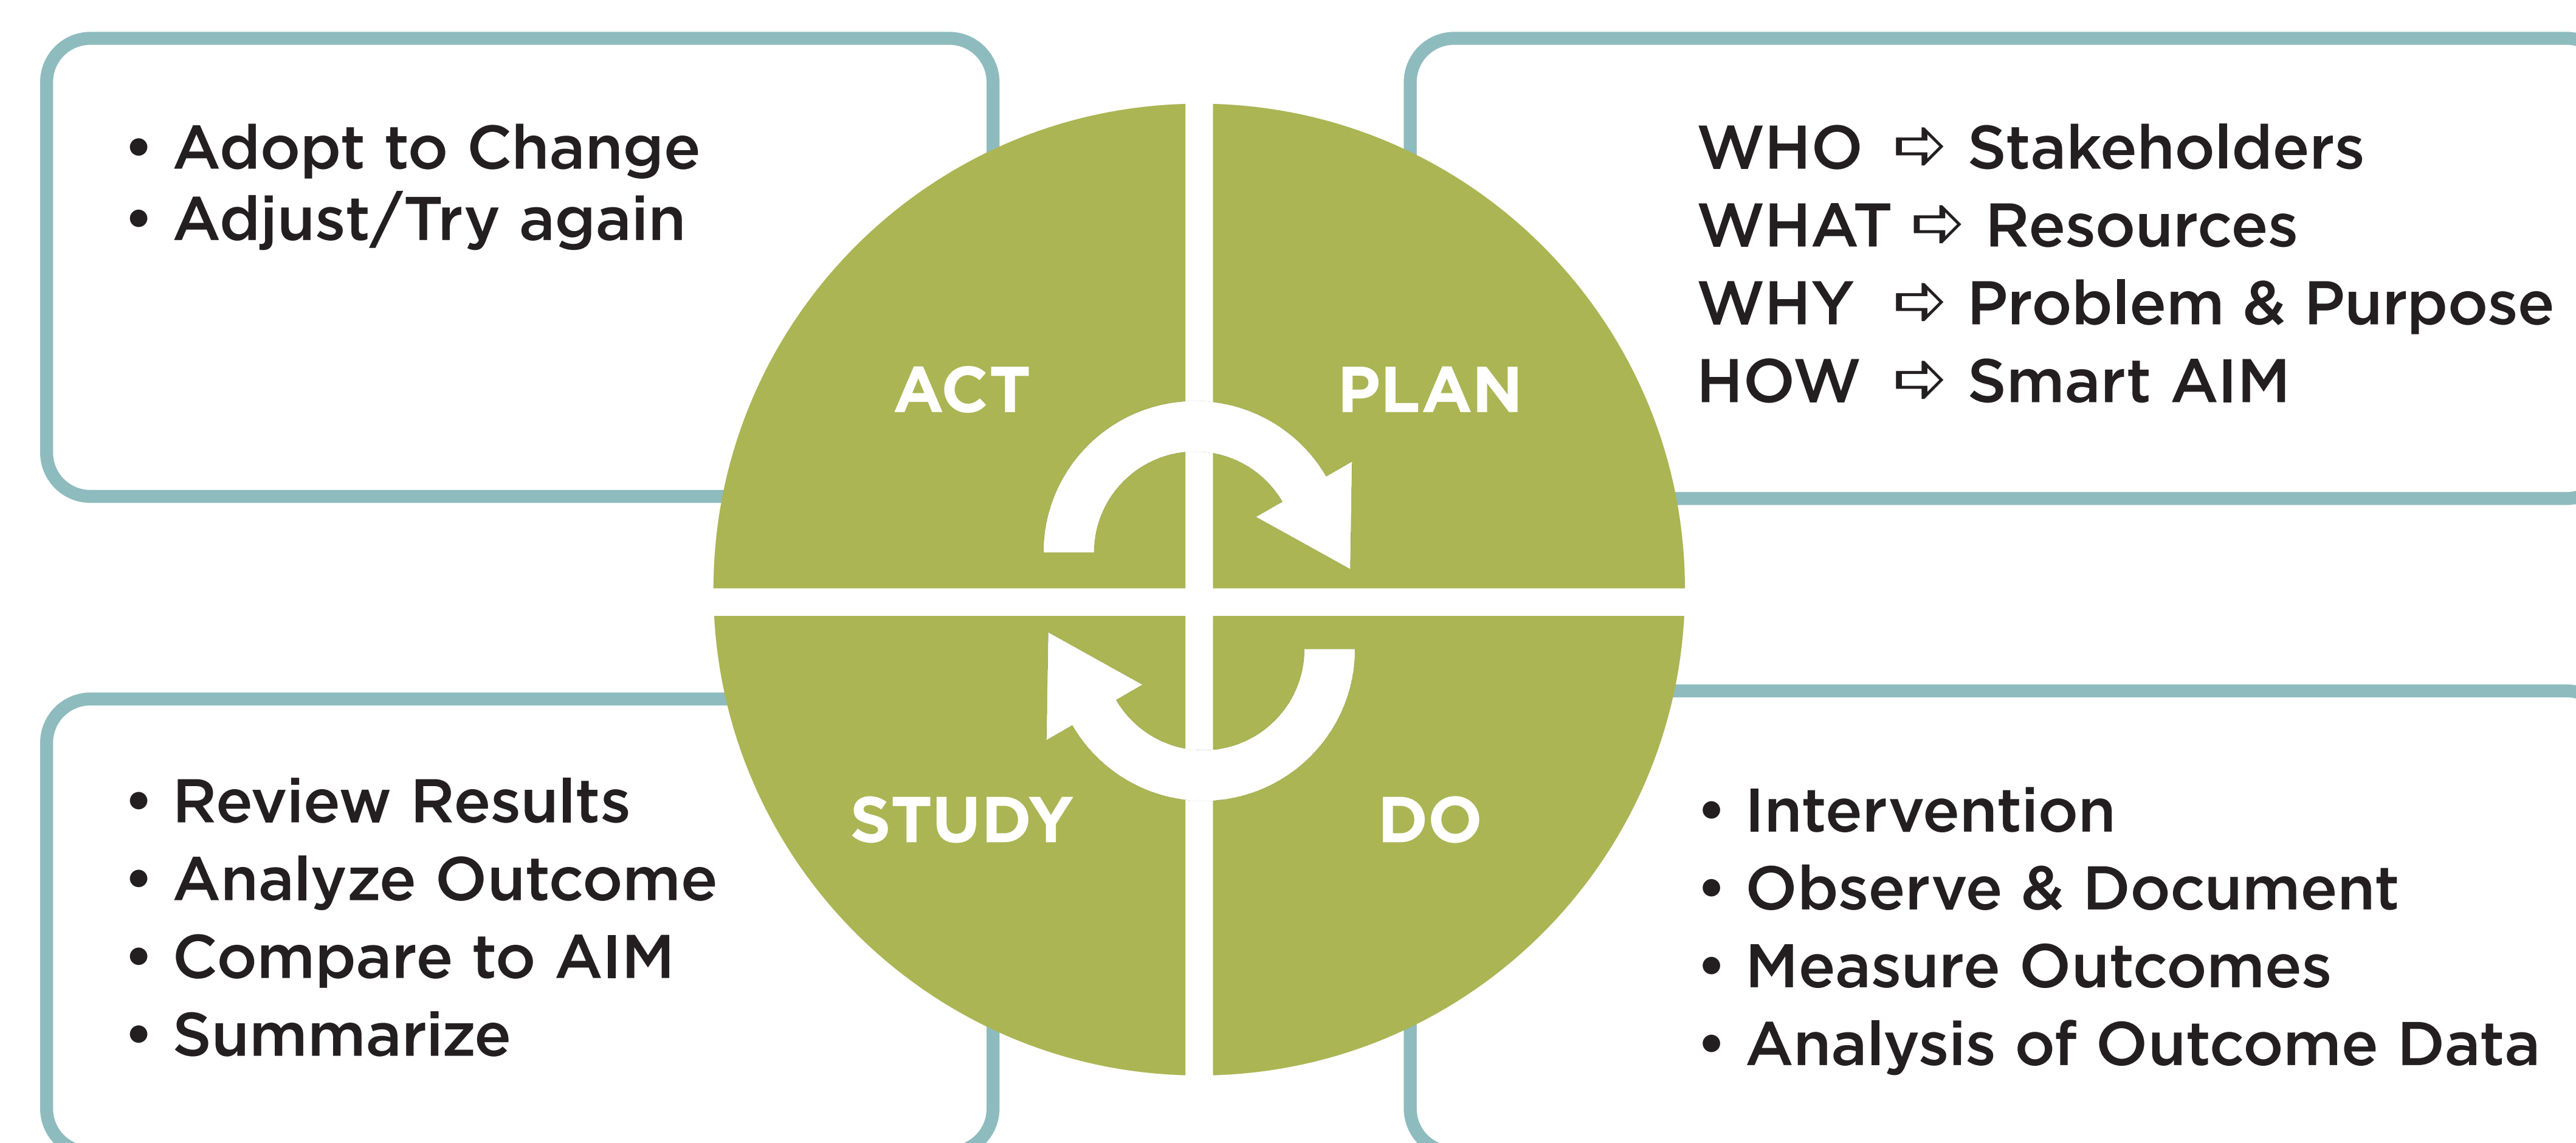 • Adopt to Change
• Adjust/Try again
WHO ⇨ Stakeholders
WHAT ⇨ Resources
WHY ⇨ Problem & Purpose
HOW ⇨ Smart AIM
ACT
PLAN
STUDY
DO
• Review Results
• Analyze Outcome
• Compare to AIM
• Summarize
• Intervention
• Observe & Document
• Measure Outcomes
• Analysis of Outcome Data